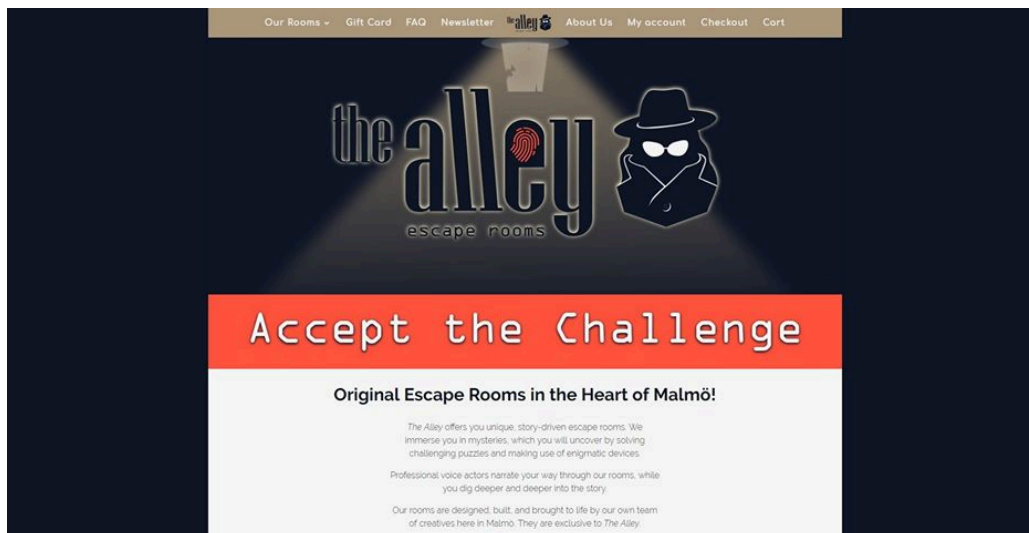 Our Rooms Gift Card FAQ Newsletter the alley About Us My account Checkout Cart
the alley
escape rooms
Accept the Challenge
Original Escape Rooms in the Heart of Malmö!
The Alley offers you unique, story-driven escape rooms. We
immerse you in mysteries, which you will uncover by solving
challenging puzzles and making use of enigmatic devices.
Professional voice actors narrate your way through our rooms, while
you dig deeper and deeper into the story.
Our rooms are designed, built, and brought to life by our own team
of creatives here in Malmö. They are exclusive to The Alley.